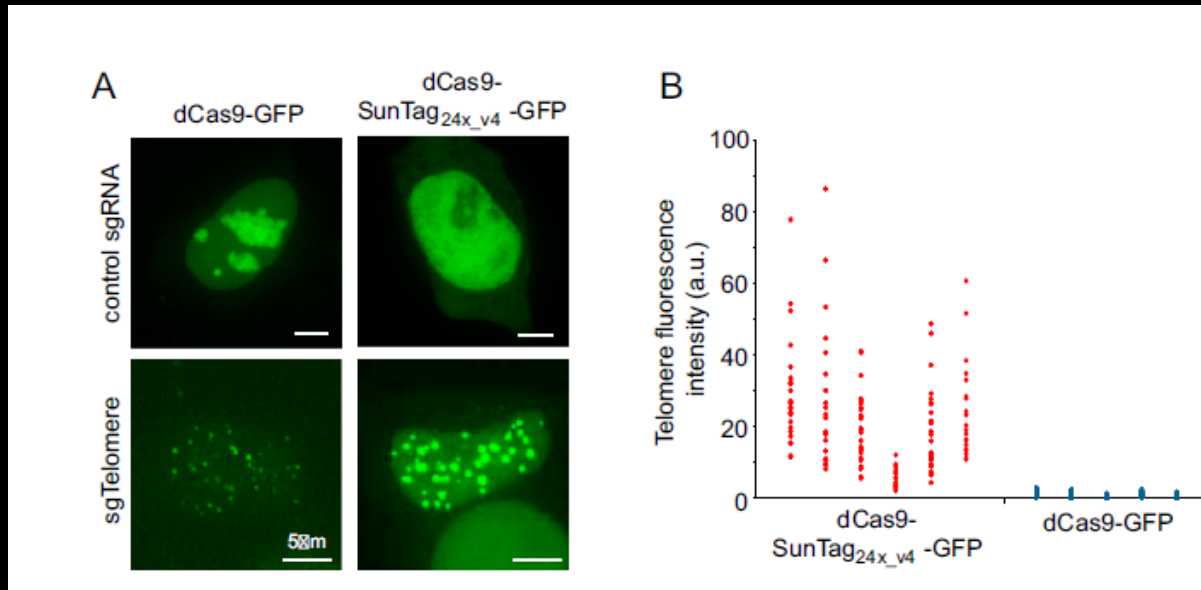 A
dCas9-GFP
dCas9-
SunTag24x_v4 -GFP
control sgRNA
sgTelomere
5☒m
B
Telomere fluorescence
intensity (a.u.)
100
80
60
40
20
0
dCas9-
SunTag24x_v4 -GFP
dCas9-GFP